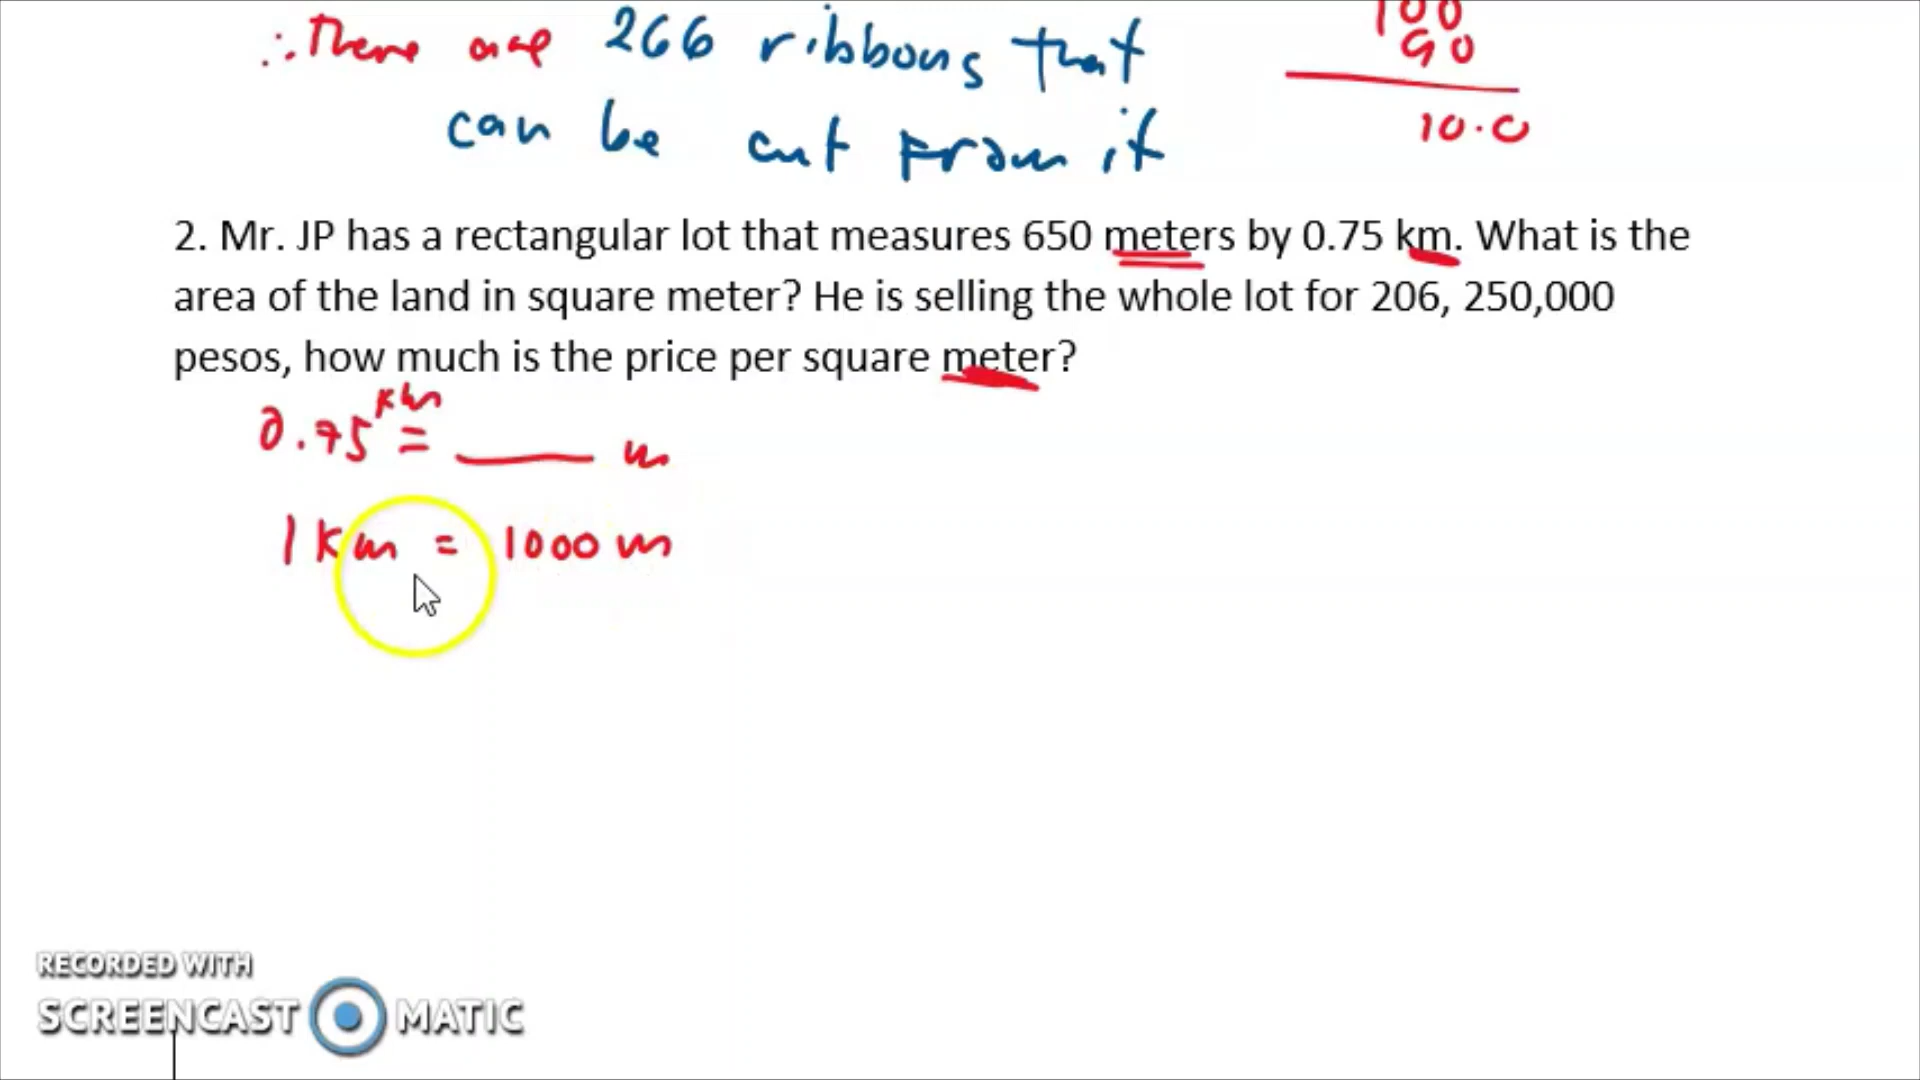 ∴ There are 266 ribbons that
can be cut from it
100
90
10.0
2. Mr. JP has a rectangular lot that measures 650 meters by 0.75 km. What is the
area of the land in square meter? He is selling the whole lot for 206, 250,000
pesos, how much is the price per square meter?
0.75 km = ____ m
1 km = 1000 m
RECORDED WITH
SCREENCAST MATIC